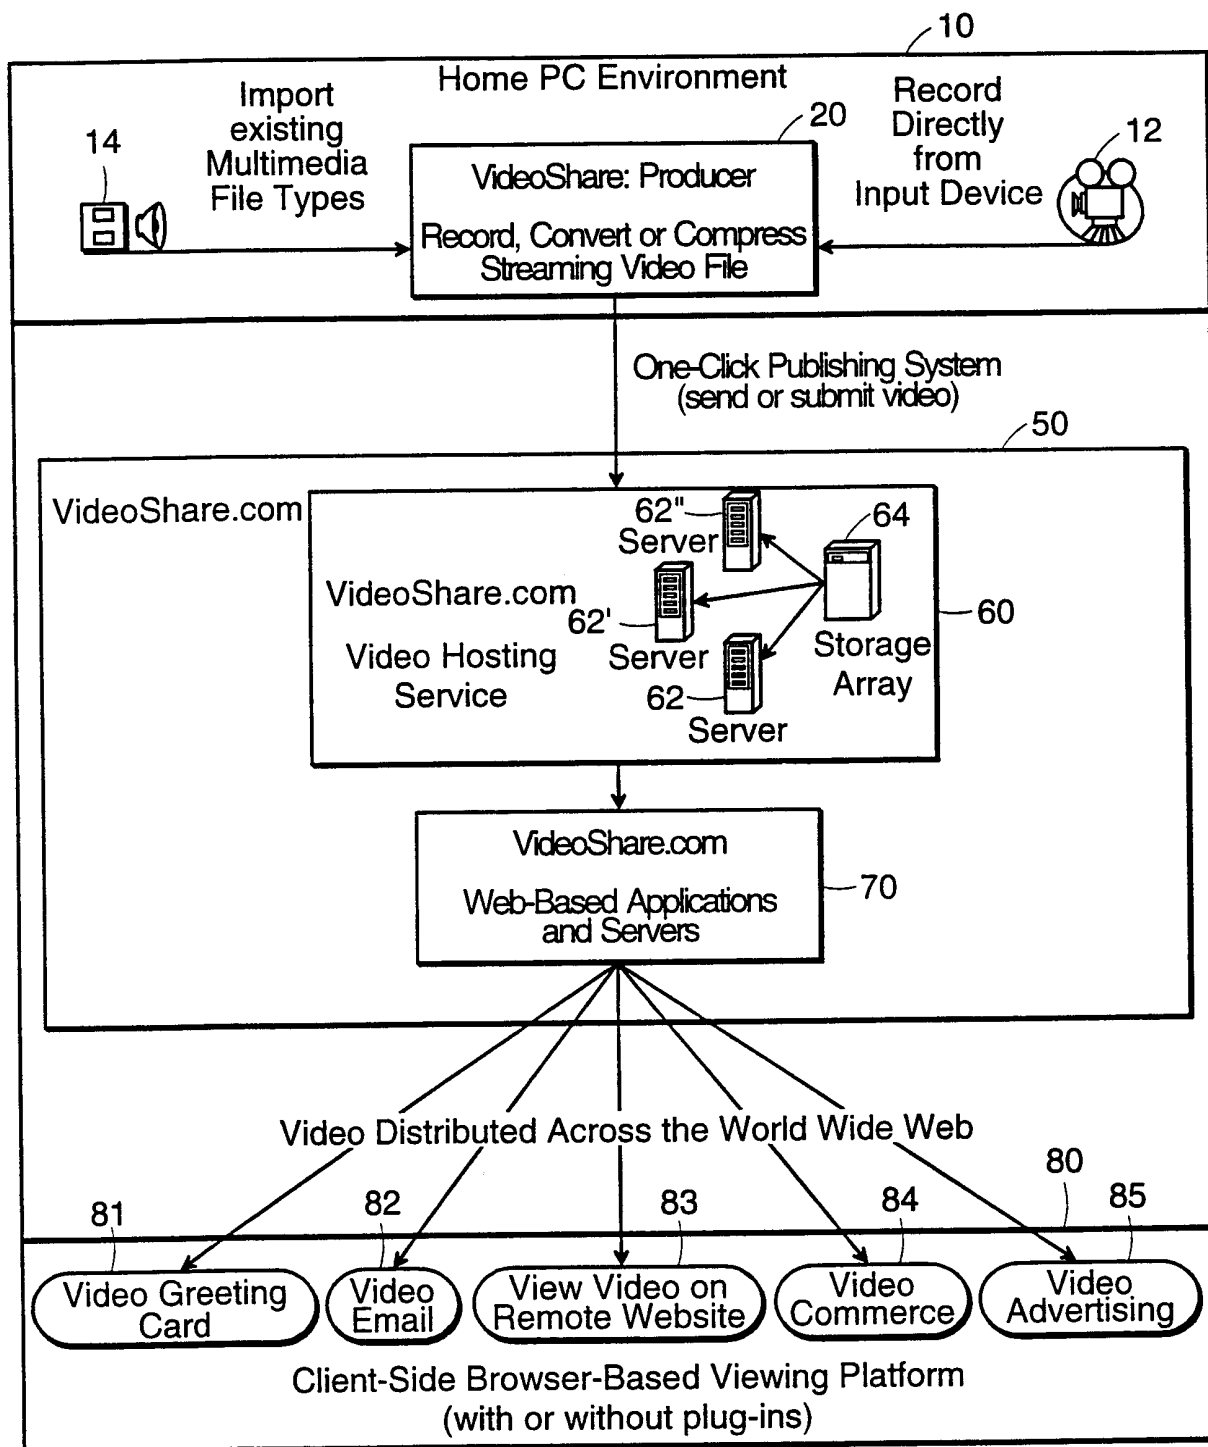 10
Home PC Environment
Import
existing
Multimedia
File Types
14
20
VideoShare: Producer
Record, Convert or Compress
Streaming Video File
Record
Directly
from
Input Device
12
One-Click Publishing System
(send or submit video)
50
VideoShare.com
VideoShare.com
Video Hosting
Service
62"
Server
62'
Server
62
Server
64
Storage
Array
60
VideoShare.com
Web-Based Applications
and Servers
70
Video Distributed Across the World Wide Web
80
81
Video Greeting
Card
82
Video
Email
83
View Video on
Remote Website
84
Video
Commerce
85
Video
Advertising
Client-Side Browser-Based Viewing Platform
(with or without plug-ins)